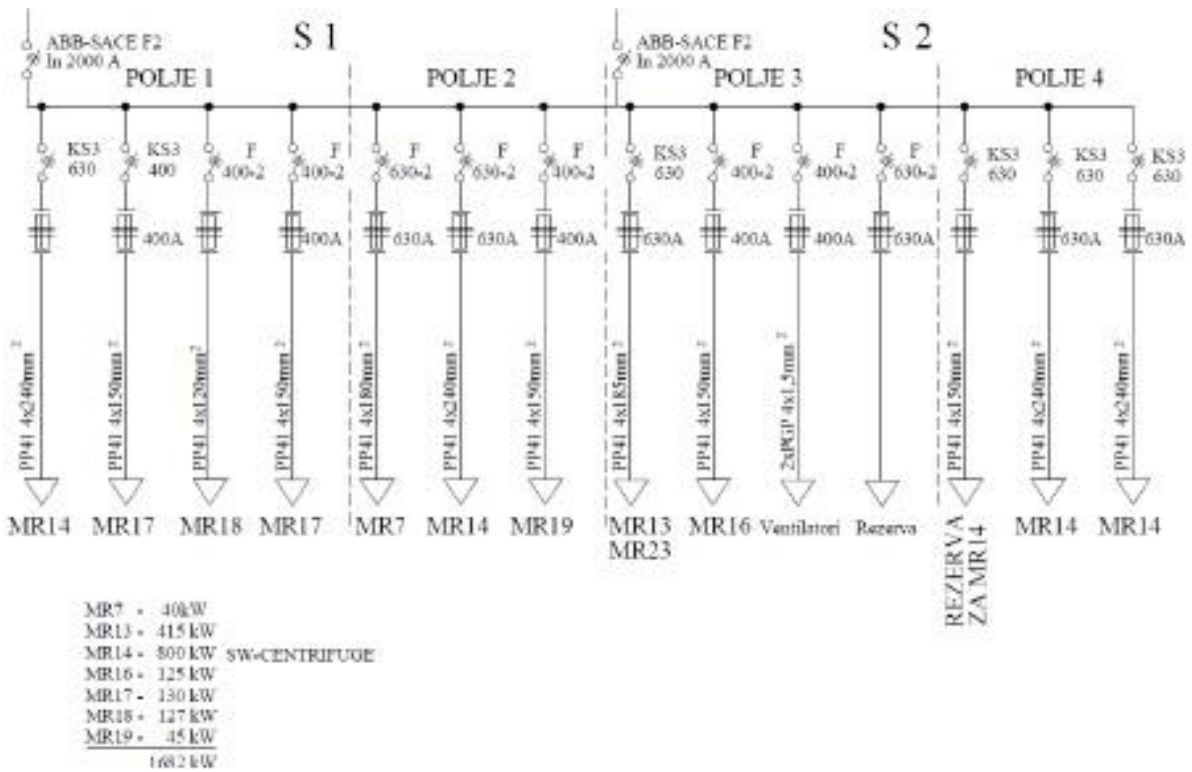 ABB-SACE F2
In 2000 A
S 1
ABB-SACE F2
In 2000 A
S 2
POLJE 1
POLJE 2
POLJE 3
POLJE 4
KS3
630
KS3
400
F
400-2
F
400-2
F
630-2
F
630-2
F
400-2
KS3
630
F
400-2
F
400-2
F
630-2
KS3
630
KS3
630
KS3
630
400A
400A
630A
630A
400A
630A
400A
400A
630A
630A
630A
PP41 4x240mm²
PP41 4x150mm²
PP41 4x120mm²
PP41 4x150mm²
PP41 4x180mm²
PP41 4x240mm²
PP41 4x150mm²
PP41 4x185mm²
PP41 4x150mm²
2xPGP 4x1,5mm²
PP41 4x150mm²
PP41 4x240mm²
PP41 4x240mm²
MR14
MR17
MR18
MR17
MR7
MR14
MR19
MR13
MR23
MR16
Ventilatori
Rezerva
REZERVA
ZA MR14
MR14
MR14
MR7 - 40kW
MR13 - 415 kW
MR14 - 800 kW SW-CENTRIFUGE
MR16 - 125 kW
MR17 - 130 kW
MR18 - 127 kW
MR19 - 45 kW
1682 kW